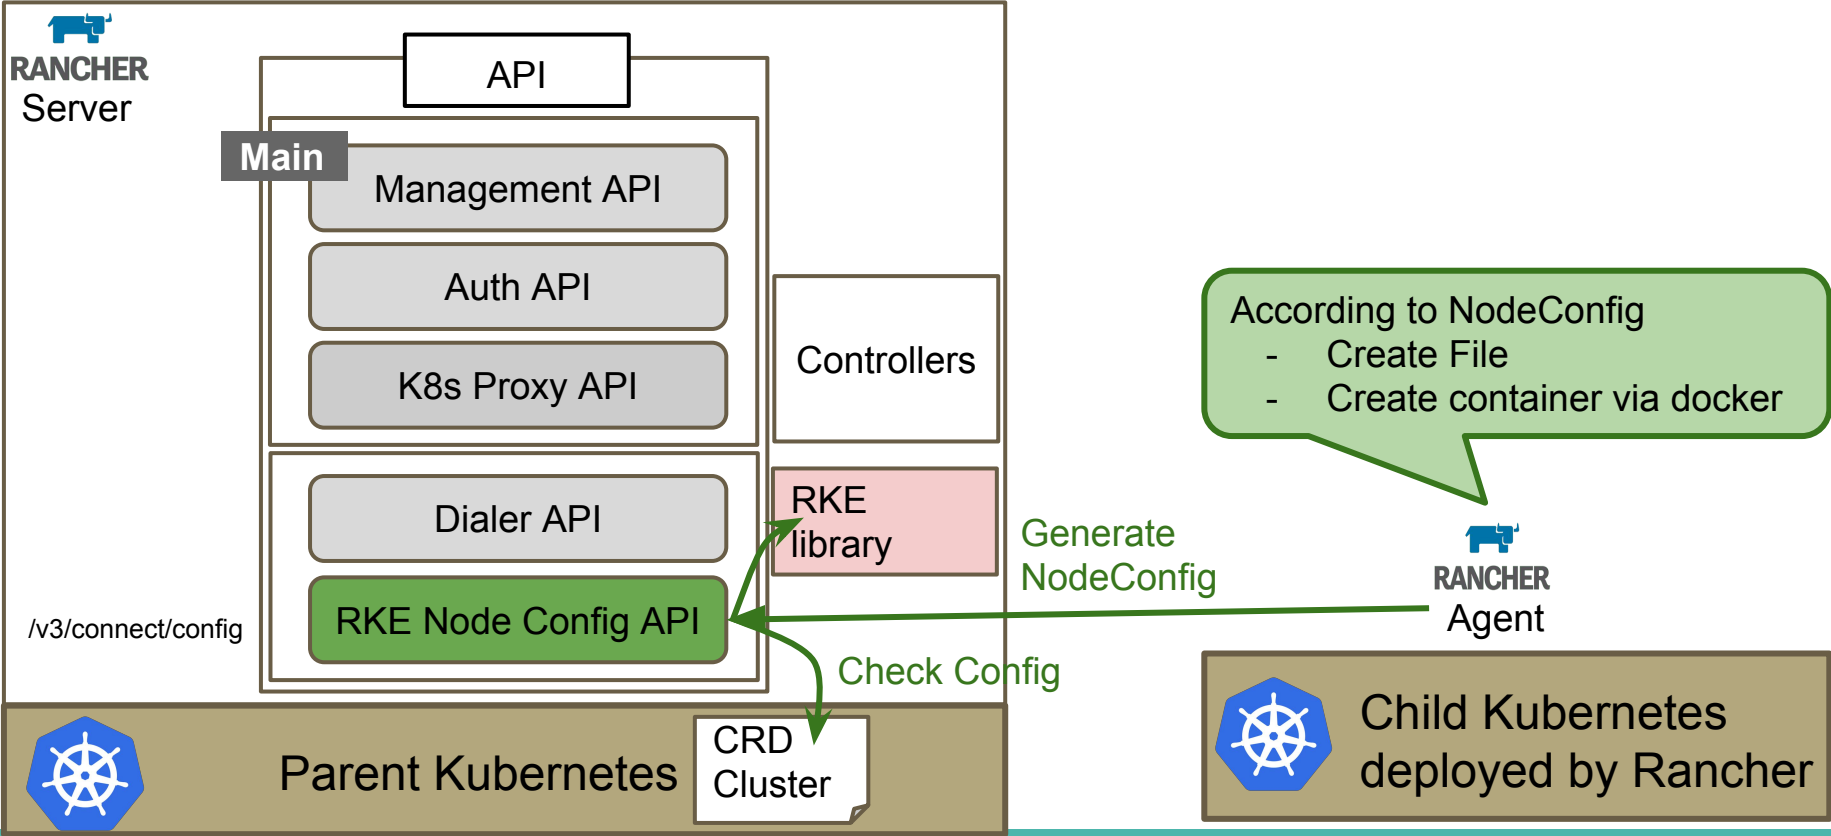 RANCHER
Server
API
Main
Management API
Auth API
K8s Proxy API
Controllers
Dialer API
RKE
library
RKE Node Config API
/v3/connect/config
Generate
NodeConfig
Check Config
According to NodeConfig
- Create File
- Create container via docker
RANCHER
Agent
Parent Kubernetes
CRD
Cluster
Child Kubernetes
deployed by Rancher